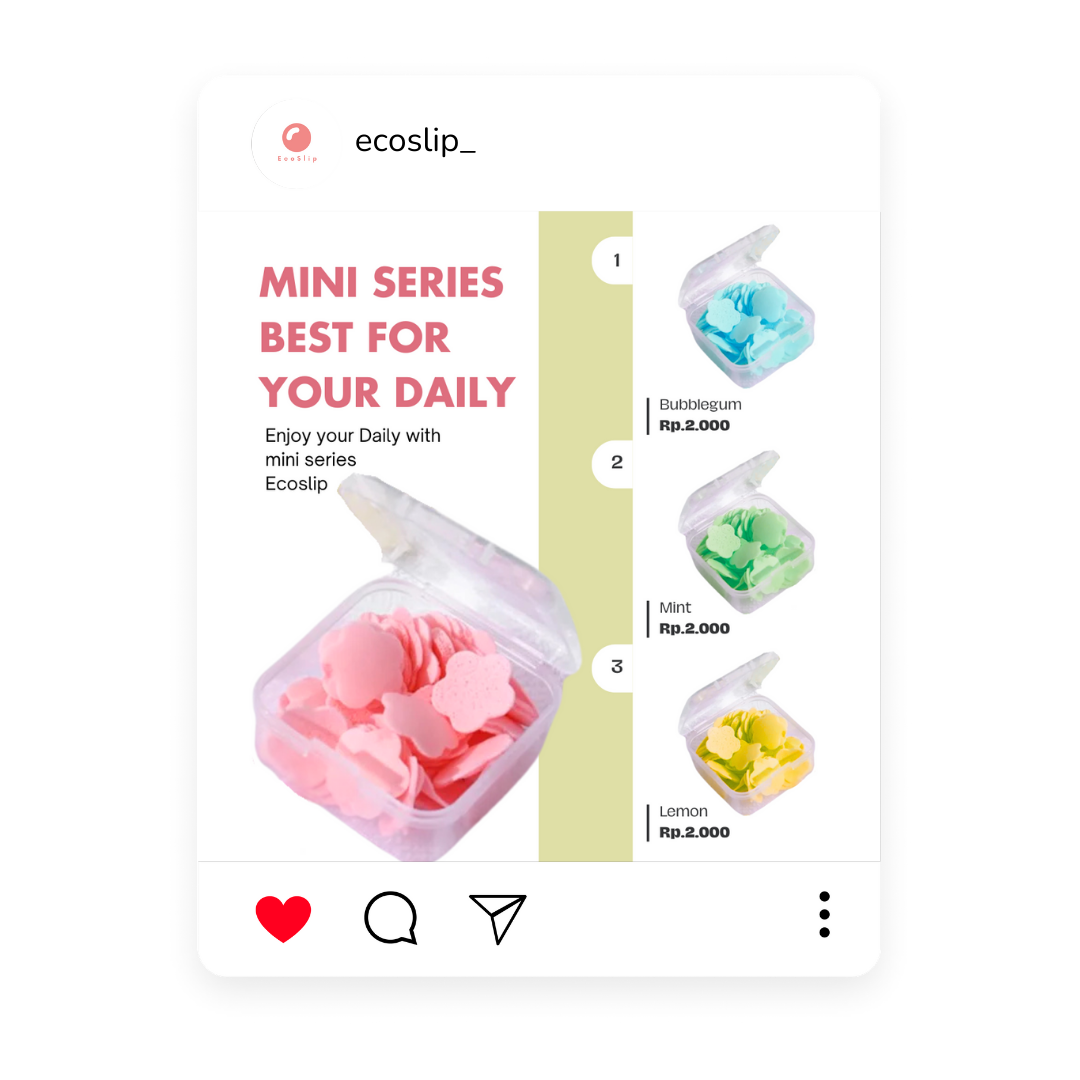 EcoSlip
ecoslip_
MINI SERIES
BEST FOR
YOUR DAILY
Enjoy your Daily with
mini series
Ecoslip
1
Bubblegum
Rp.2.000
2
Mint
Rp.2.000
3
Lemon
Rp.2.000